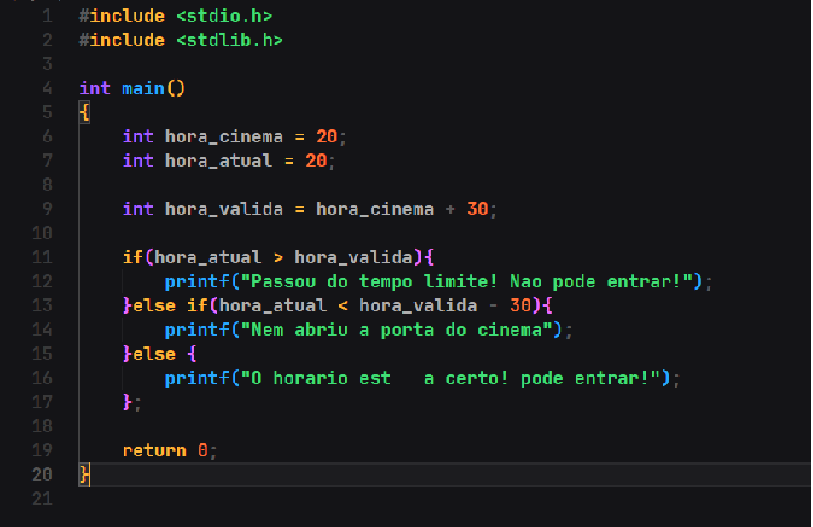 1 #include <stdio.h>
2 #include <stdlib.h>
3
4 int main()
5 {
6     int hora_cinema = 20;
7     int hora_atual = 20;
8
9     int hora_valida = hora_cinema + 30;
10
11     if(hora_atual > hora_valida){
12         printf("Passou do tempo limite! Nao pode entrar!");
13     }else if(hora_atual < hora_valida - 30){
14         printf("Nem abriu a porta do cinema");
15     }else {
16         printf("O horario est   a certo! pode entrar!");
17     };
18
19     return 0;
20 }
21